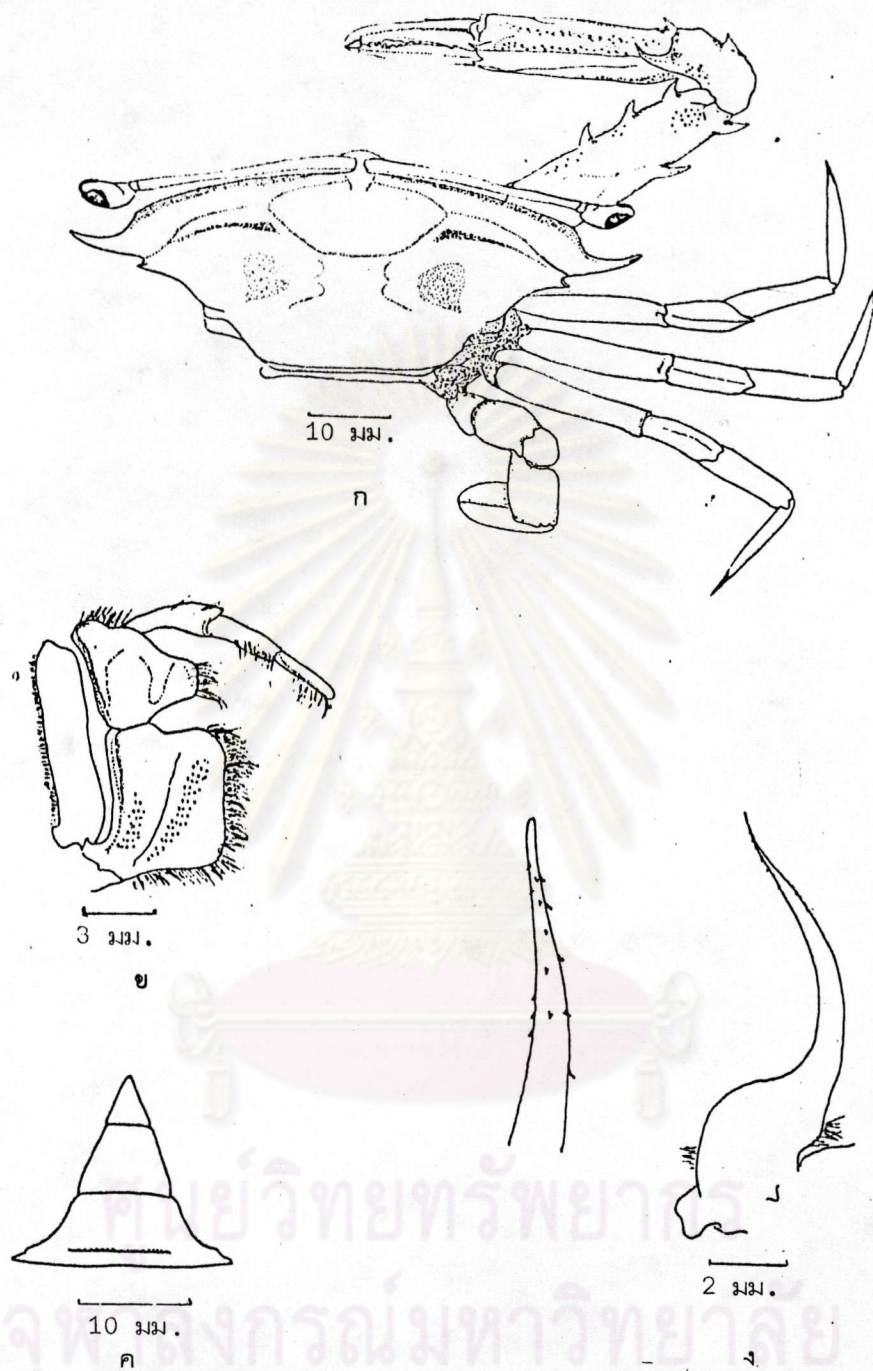 10 มม.
ก
3 มม.
ข
2 มม.
10 มม.
ค
ง
ศูนย์วิทยทรัพยากร
จุฬาลงกรณ์มหาวิทยาลัย